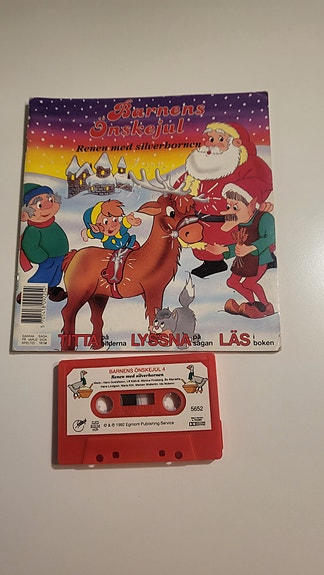 Barnens
Önskejul
Renen med silverhornen
TITTA på bilderna LYSSNA på sagan LÄS i boken
BARNENS ÖNSKEJUL 4
Renen med silverhornen
5652
℗ & © 1992 Egmont Publishing Service